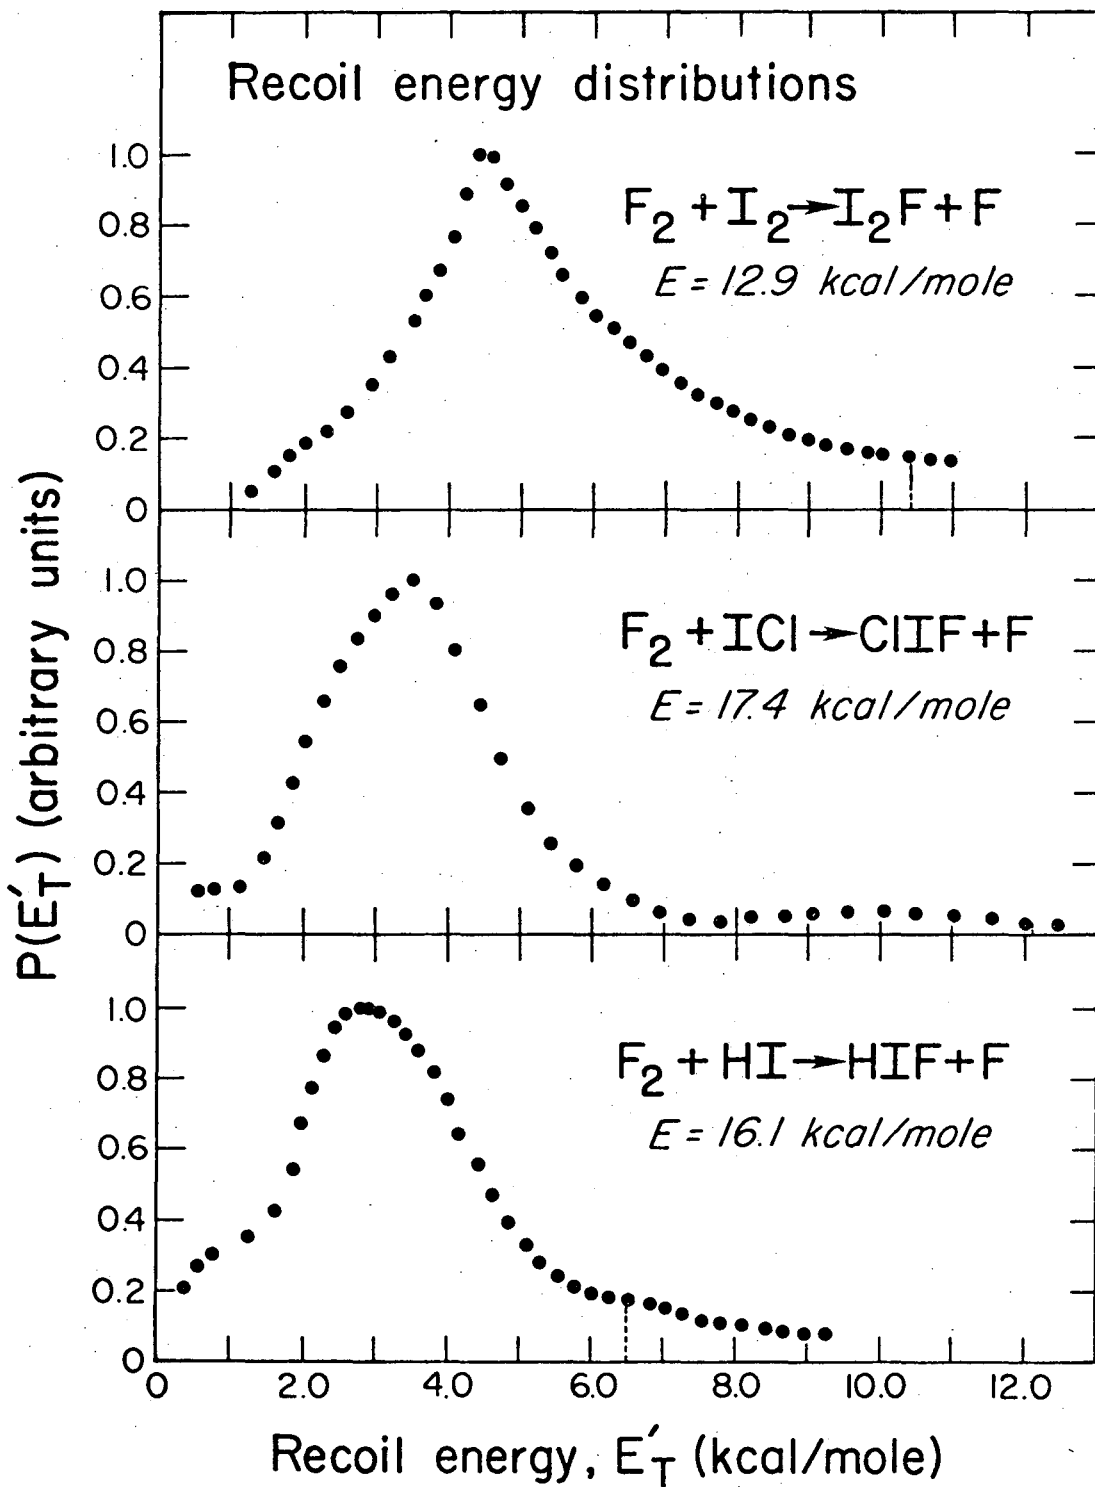 Recoil energy distributions
F₂ + I₂ → I₂F + F
E = 12.9 kcal/mole
1.0
0.8
0.6
0.4
0.2
0
F₂ + ICl → ClIF + F
E = 17.4 kcal/mole
1.0
0.8
0.6
0.4
0.2
0
F₂ + HI → HIF + F
E = 16.1 kcal/mole
1.0
0.8
0.6
0.4
0.2
0
P(E'T) (arbitrary units)
0 2.0 4.0 6.0 8.0 10.0 12.0
Recoil energy, E'T (kcal/mole)